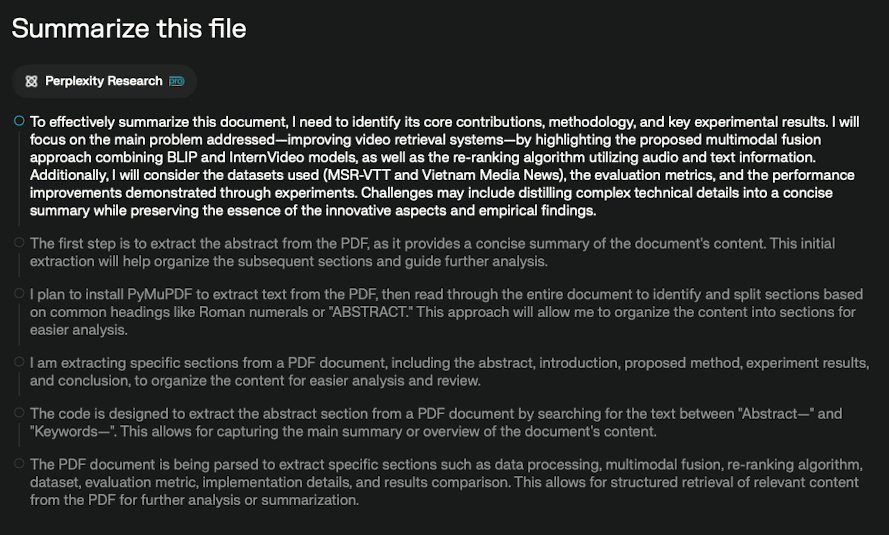 Summarize this file
Perplexity Research pro
To effectively summarize this document, I need to identify its core contributions, methodology, and key experimental results. I will
focus on the main problem addressed—improving video retrieval systems—by highlighting the proposed multimodal fusion
approach combining BLIP and InternVideo models, as well as the re-ranking algorithm utilizing audio and text information.
Additionally, I will consider the datasets used (MSR-VTT and Vietnam Media News), the evaluation metrics, and the performance
improvements demonstrated through experiments. Challenges may include distilling complex technical details into a concise
summary while preserving the essence of the innovative aspects and empirical findings.
The first step is to extract the abstract from the PDF, as it provides a concise summary of the document's content. This initial
extraction will help organize the subsequent sections and guide further analysis.
I plan to install PyMuPDF to extract text from the PDF, then read through the entire document to identify and split sections based
on common headings like Roman numerals or "ABSTRACT." This approach will allow me to organize the content into sections for
easier analysis.
I am extracting specific sections from a PDF document, including the abstract, introduction, proposed method, experiment results,
and conclusion, to organize the content for easier analysis and review.
The code is designed to extract the abstract section from a PDF document by searching for the text between "Abstract—" and
"Keywords—". This allows for capturing the main summary or overview of the document's content.
The PDF document is being parsed to extract specific sections such as data processing, multimodal fusion, re-ranking algorithm,
dataset, evaluation metric, implementation details, and results comparison. This allows for structured retrieval of relevant content
from the PDF for further analysis or summarization.